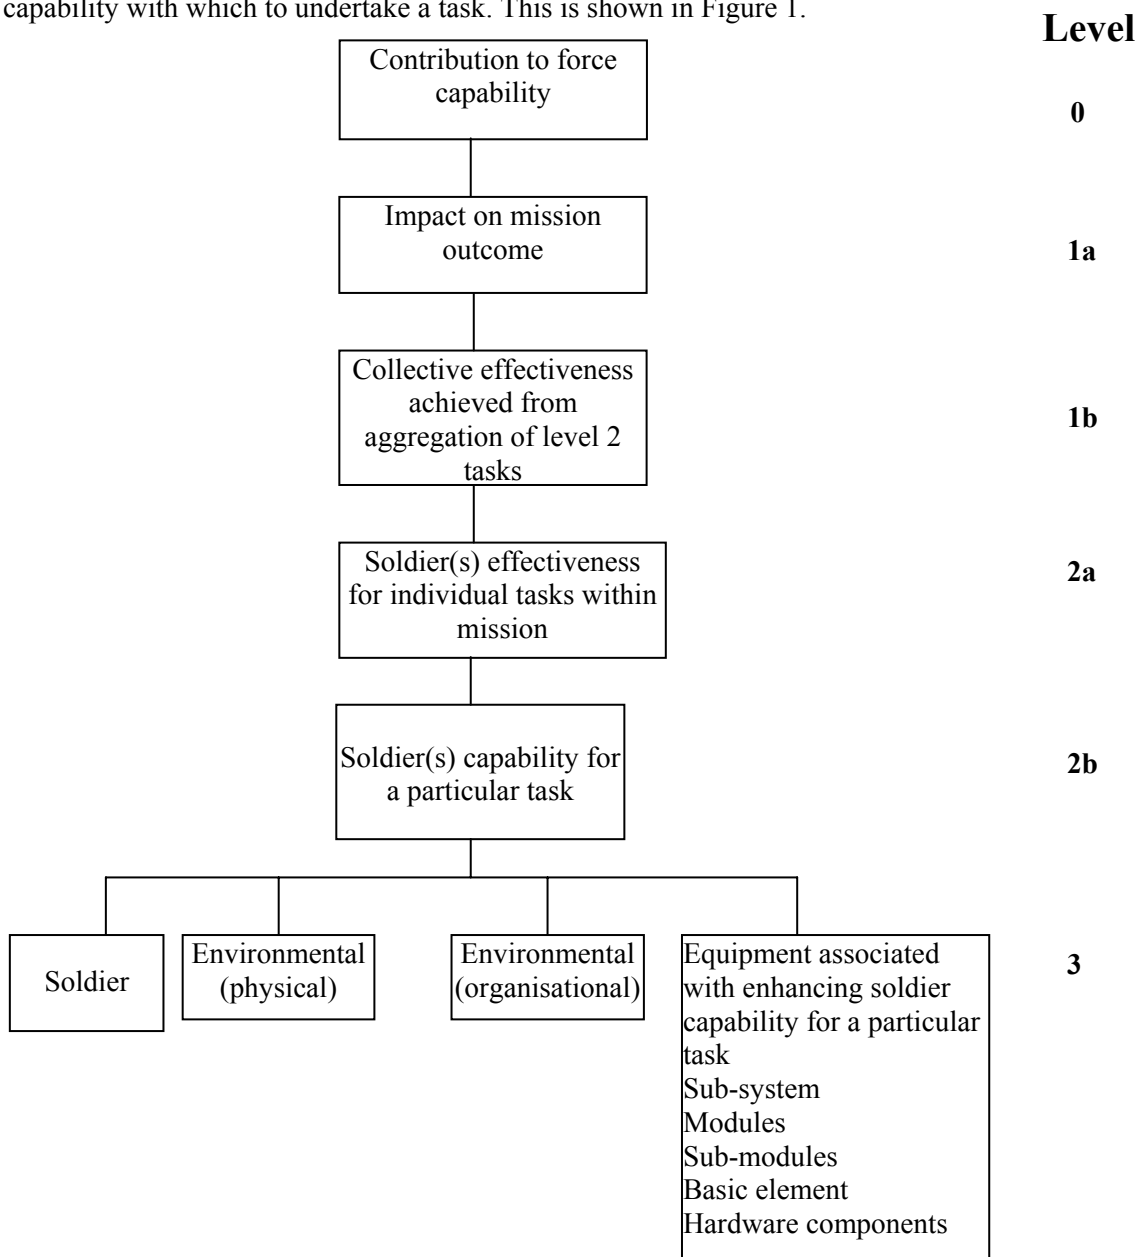 capability with which to undertake a task. This is shown in Figure 1.
Level
Contribution to force
capability
0
Impact on mission
outcome
1a
Collective effectiveness
achieved from
aggregation of level 2
tasks
1b
Soldier(s) effectiveness
for individual tasks within
mission
2a
Soldier(s) capability for
a particular task
2b
Soldier
Environmental
(physical)
Environmental
(organisational)
Equipment associated
with enhancing soldier
capability for a particular
task
Sub-system
Modules
Sub-modules
Basic element
Hardware components
3